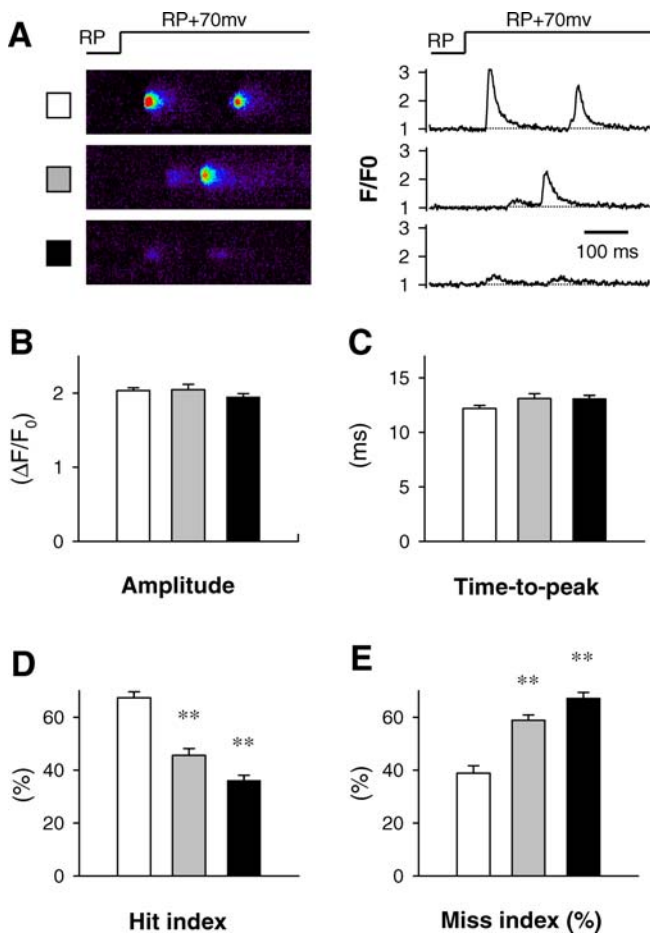 A
RP
RP+70mv
RP
RP+70mv
F/F0
3
2
1
3
2
1
3
2
1
100 ms
B
(ΔF/F₀)
2
1
0
Amplitude
C
(ms)
15
10
5
0
Time-to-peak
D
(%)
60
40
20
0
**
**
Hit index
E
(%)
60
40
20
0
**
**
Miss index (%)